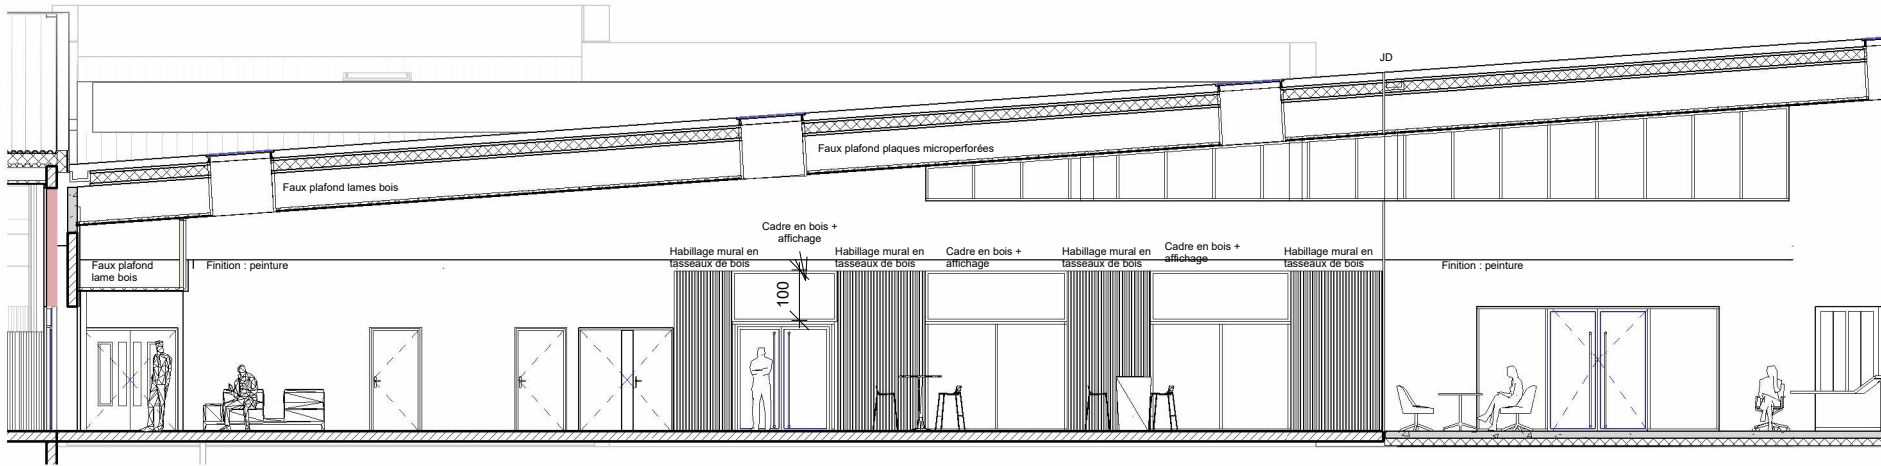 JD
Faux plafond plaques microperforées
Faux plafond lames bois
Cadre en bois +
affichage
Habillage mural en
tasseaux de bois
Habillage mural en
tasseaux de bois
Cadre en bois +
affichage
Habillage mural en
tasseaux de bois
Cadre en bois +
affichage
Habillage mural en
tasseaux de bois
Faux plafond
lame bois
Finition : peinture
Finition : peinture
100